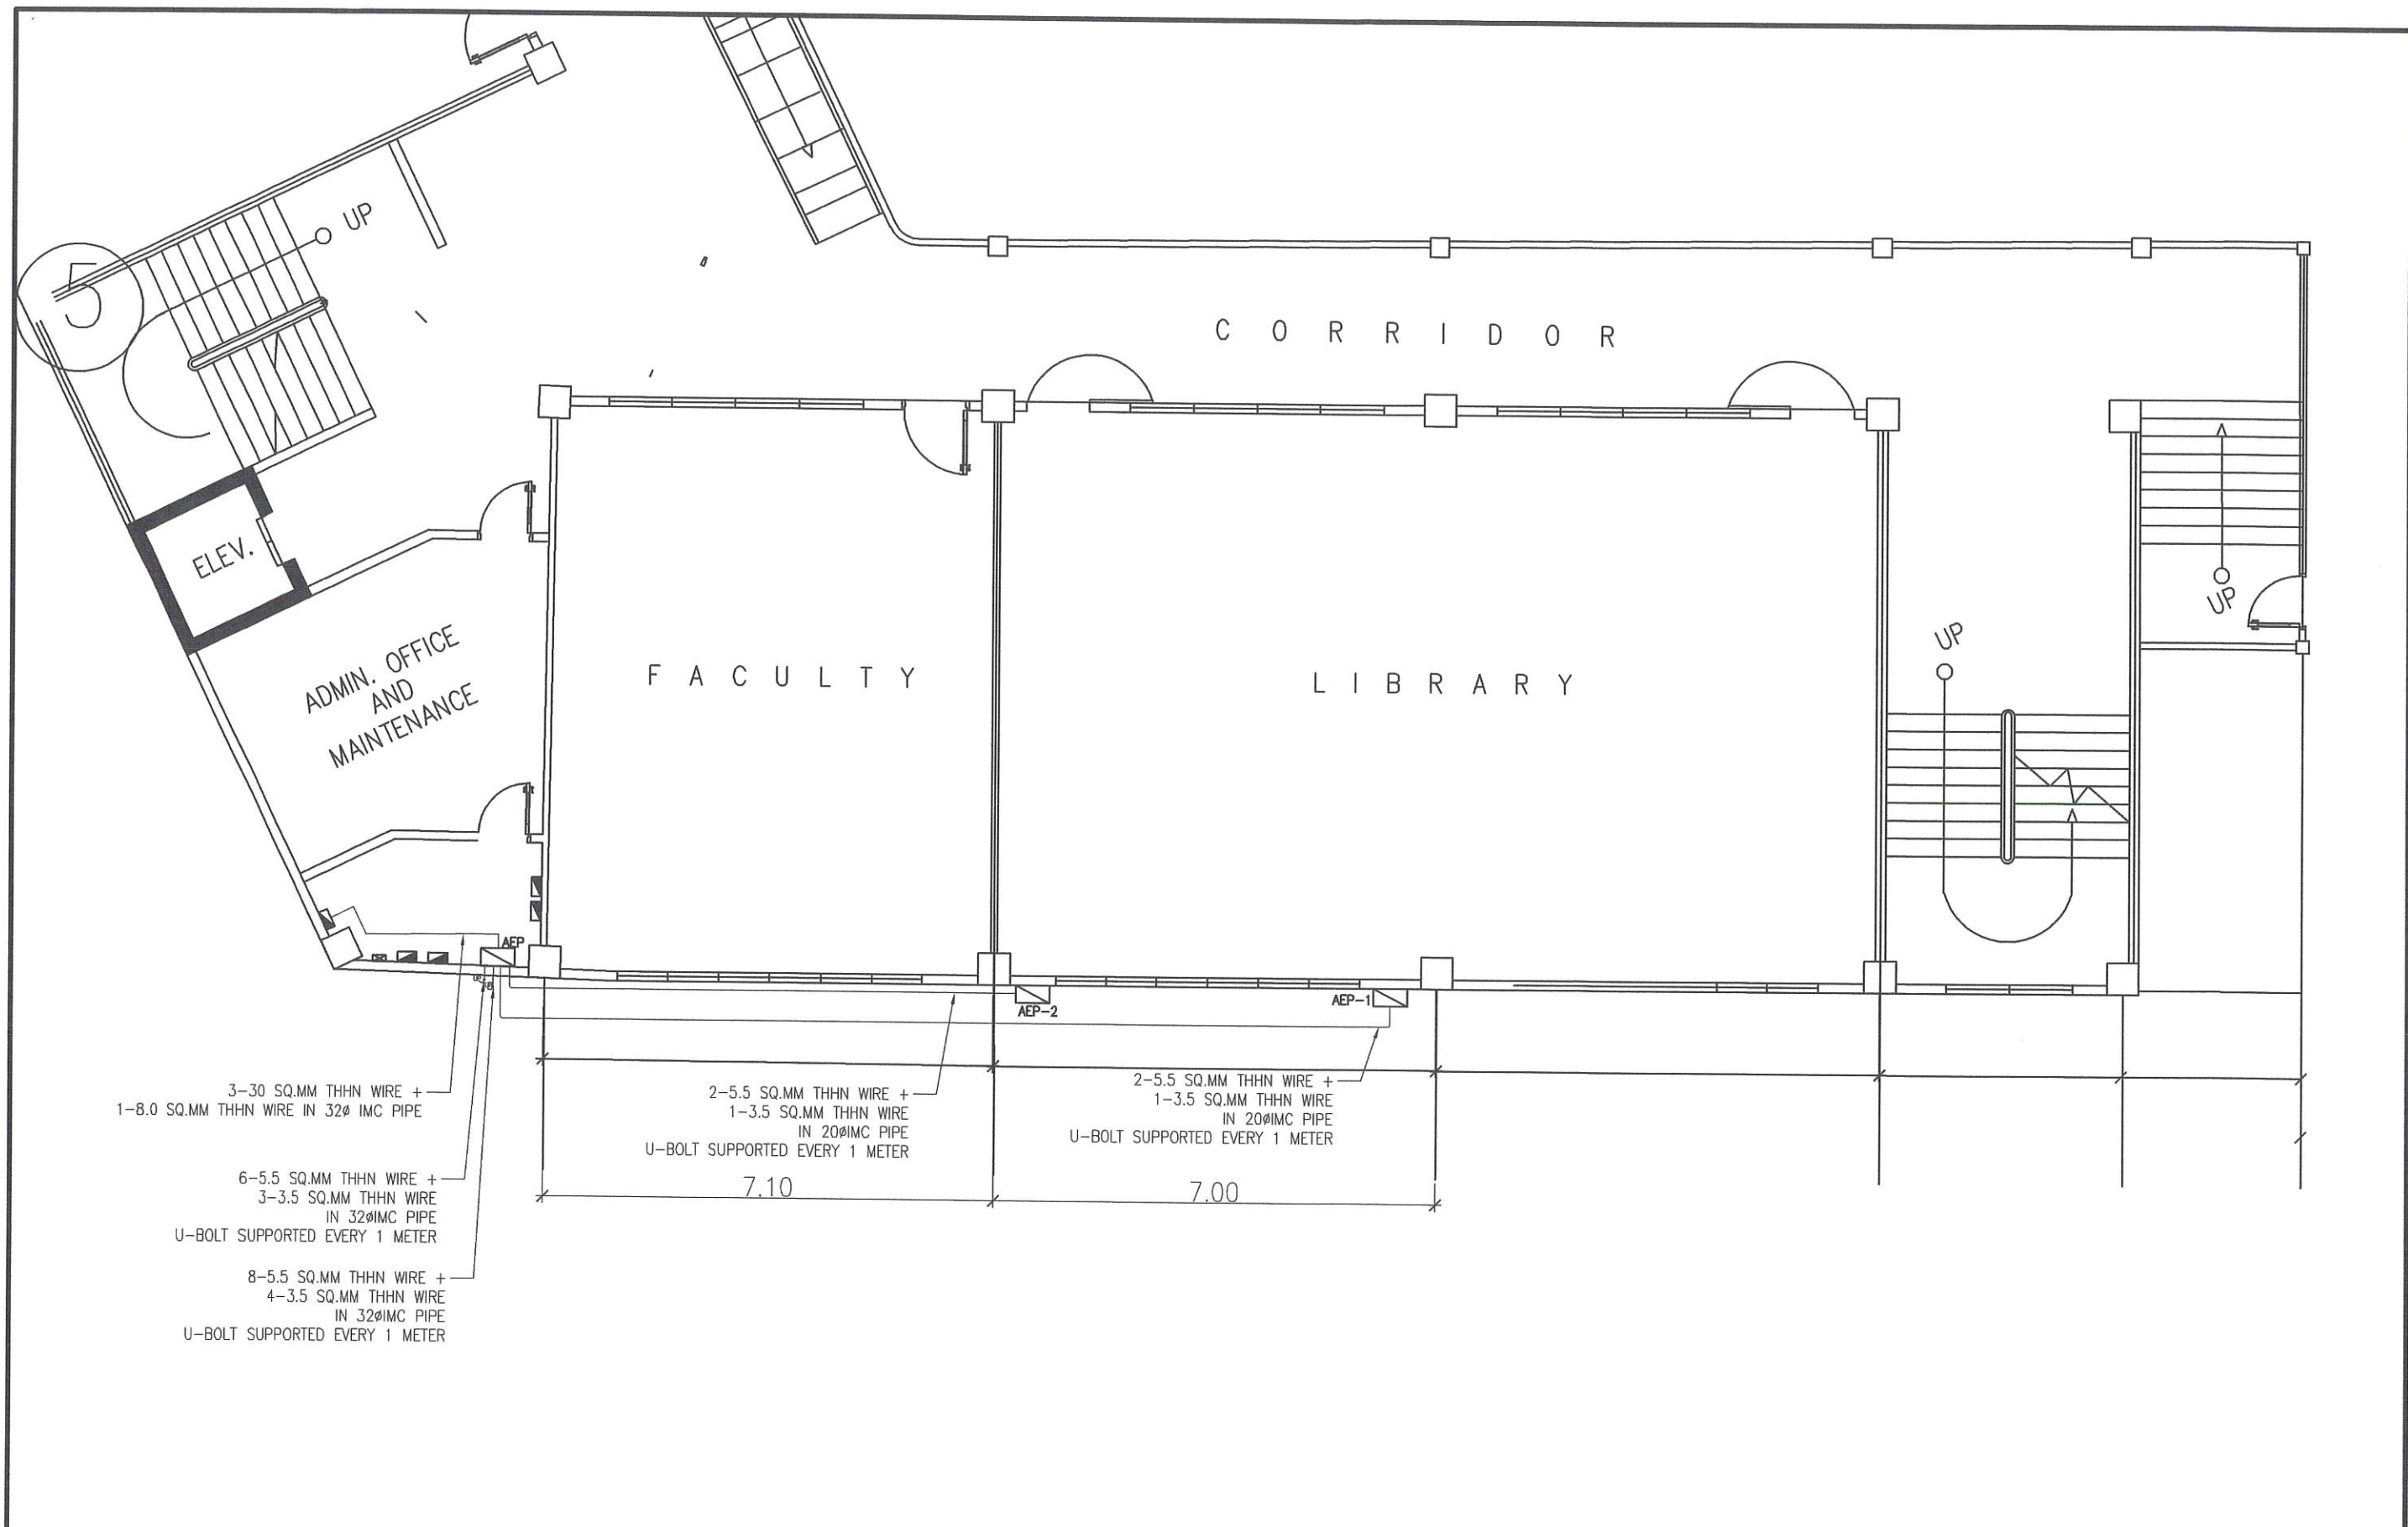 UP
5
C O R R I D O R
ELEV.
UP
UP
ADMIN. OFFICE
AND
MAINTENANCE
F A C U L T Y
L I B R A R Y
AEP
AEP-2
AEP-1
3-30 SQ.MM THHN WIRE +
1-8.0 SQ.MM THHN WIRE IN 32ø IMC PIPE
2-5.5 SQ.MM THHN WIRE +
1-3.5 SQ.MM THHN WIRE
IN 20øIMC PIPE
U-BOLT SUPPORTED EVERY 1 METER
2-5.5 SQ.MM THHN WIRE +
1-3.5 SQ.MM THHN WIRE
IN 20øIMC PIPE
U-BOLT SUPPORTED EVERY 1 METER
6-5.5 SQ.MM THHN WIRE +
3-3.5 SQ.MM THHN WIRE
IN 32øIMC PIPE
U-BOLT SUPPORTED EVERY 1 METER
7.10
7.00
8-5.5 SQ.MM THHN WIRE +
4-3.5 SQ.MM THHN WIRE
IN 32øIMC PIPE
U-BOLT SUPPORTED EVERY 1 METER